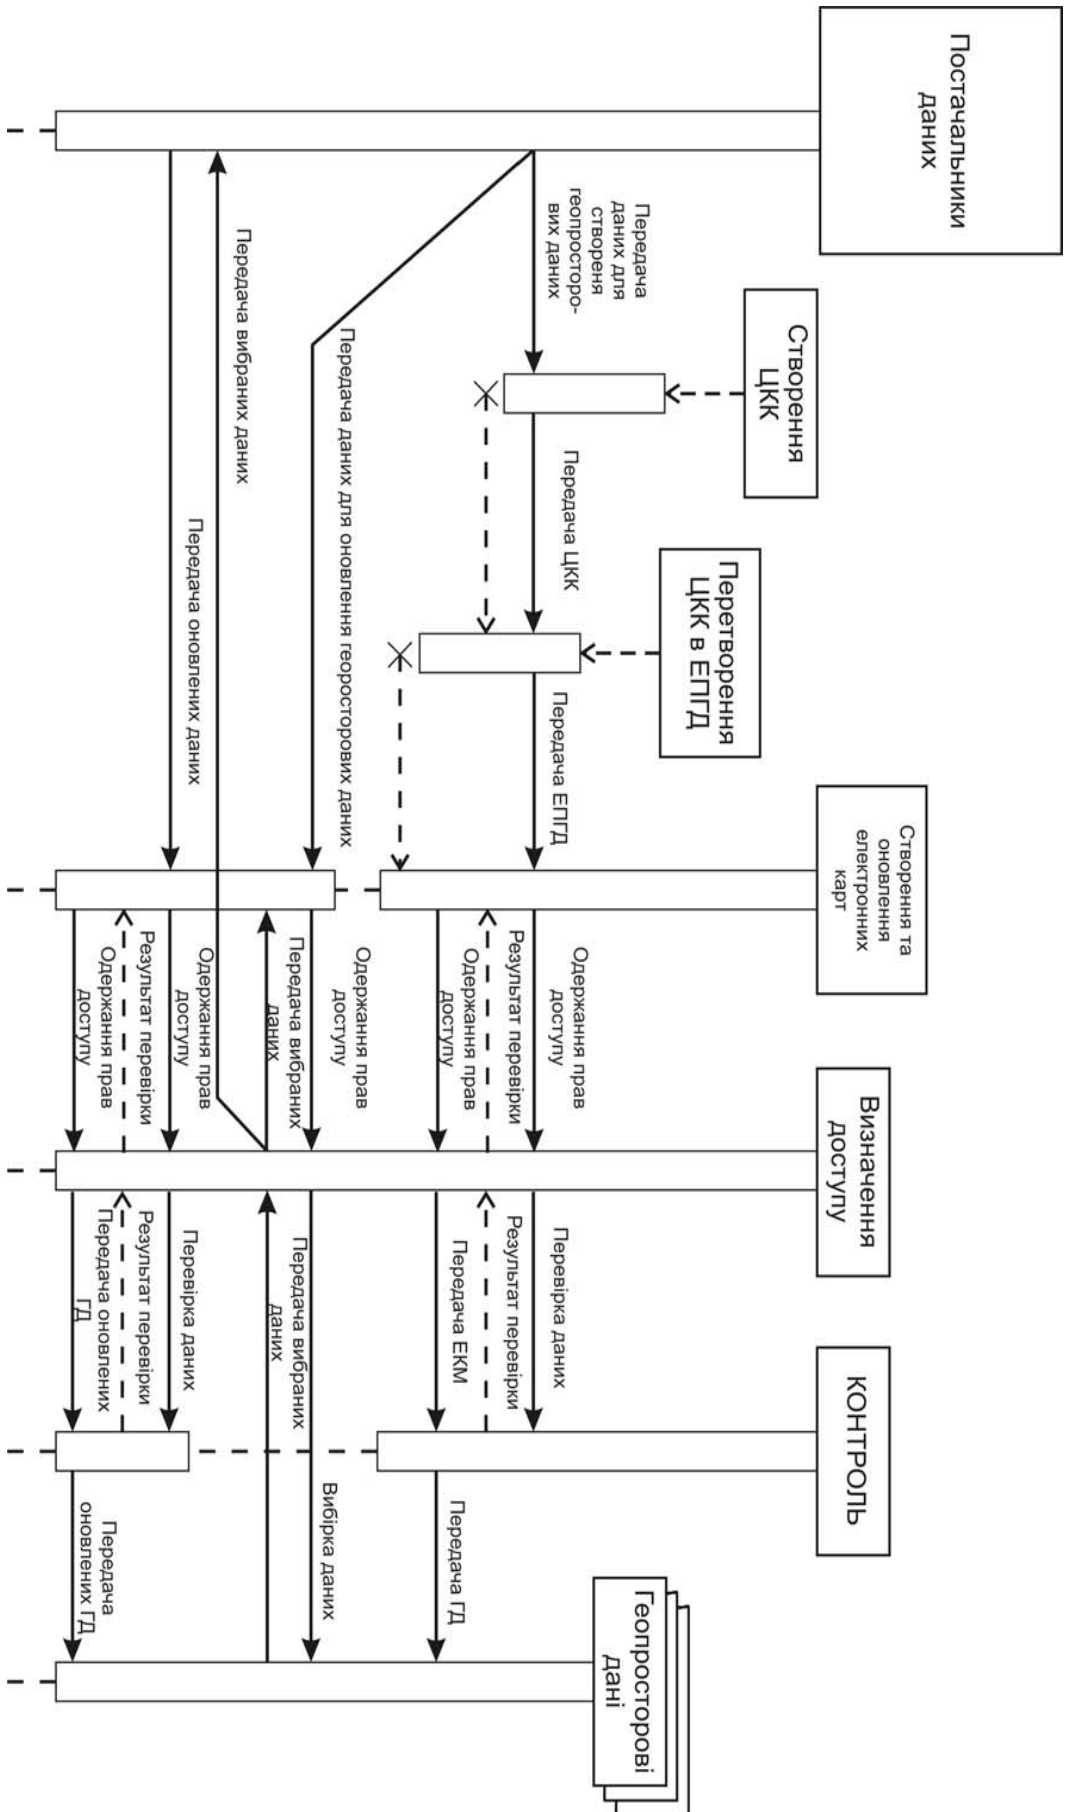 Постачальники
даних
Створення
ЦКК
Перетворення
ЦКК в ЕПГД
Створення та
оновлення
електронних
карт
Визначення
доступу
КОНТРОЛЬ
Геопросторові
дані
Передача
даних для
створеня
геопросторо-
вих даних
Передача ЦКК
Передача ЕПГД
Одержання прав
доступу
Перевірка даних
Результат перевірки
Результат перевірки
Одержання прав
доступу
Передача ЕКМ
Передача ГД
Передача даних для оновлення георосторових даних
Одержання прав
доступу
Вибірка даних
Передача вибраних
даних
Передача вибраних
даних
Передача вибраних даних
Передача оновлених даних
Одержання прав
доступу
Перевірка даних
Результат перевірки
Результат перевірки
Одержання прав
доступу
Передача оновлених
ГД
Передача
оновлених ГД